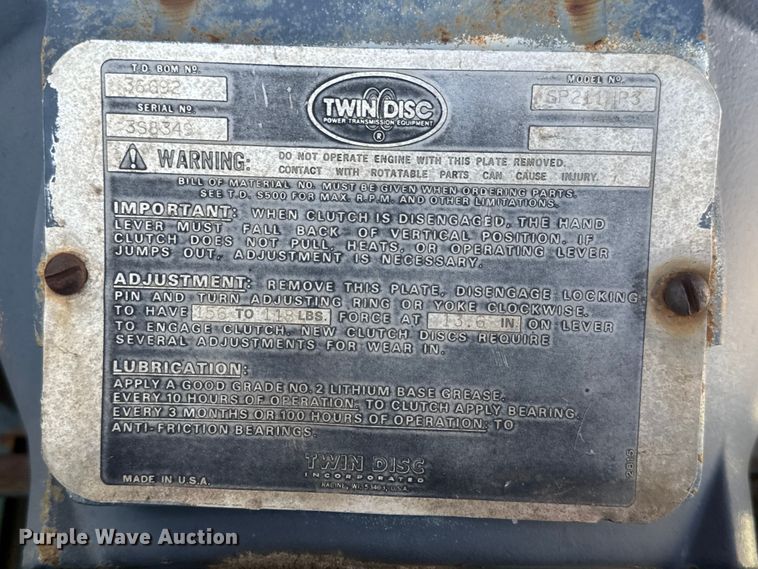 T.D. BOM NO.
36692
SERIAL NO.
3S8349
TWIN DISC
POWER TRANSMISSION EQUIPMENT
®
MODEL NO.
SP211HP3
WARNING: DO NOT OPERATE ENGINE WITH THIS PLATE REMOVED.
CONTACT WITH ROTATABLE PARTS CAN CAUSE INJURY.
BILL OF MATERIAL NO. MUST BE GIVEN WHEN ORDERING PARTS.
SEE T.D. S500 FOR MAX. R.P.M. AND OTHER LIMITATIONS.
IMPORTANT: WHEN CLUTCH IS DISENGAGED, THE HAND
LEVER MUST FALL BACK OF VERTICAL POSITION. IF
CLUTCH DOES NOT PULL, HEATS, OR OPERATING LEVER
JUMPS OUT, ADJUSTMENT IS NECESSARY.
ADJUSTMENT: REMOVE THIS PLATE, DISENGAGE LOCKING
PIN AND TURN ADJUSTING RING OR YOKE CLOCKWISE.
TO HAVE TO LBS. FORCE AT 13.6 IN. ON LEVER
TO ENGAGE CLUTCH. NEW CLUTCH DISCS REQUIRE
SEVERAL ADJUSTMENTS FOR WEAR IN.
LUBRICATION:
APPLY A GOOD GRADE NO. 2 LITHIUM BASE GREASE.
EVERY 10 HOURS OF OPERATION, TO CLUTCH APPLY BEARING.
EVERY 3 MONTHS OR 100 HOURS OF OPERATION: TO
ANTI-FRICTION BEARINGS.
TWIN DISC
INCORPORATED
RACINE, WI. 53403, U.S.A.
MADE IN U.S.A.
Purple Wave Auction